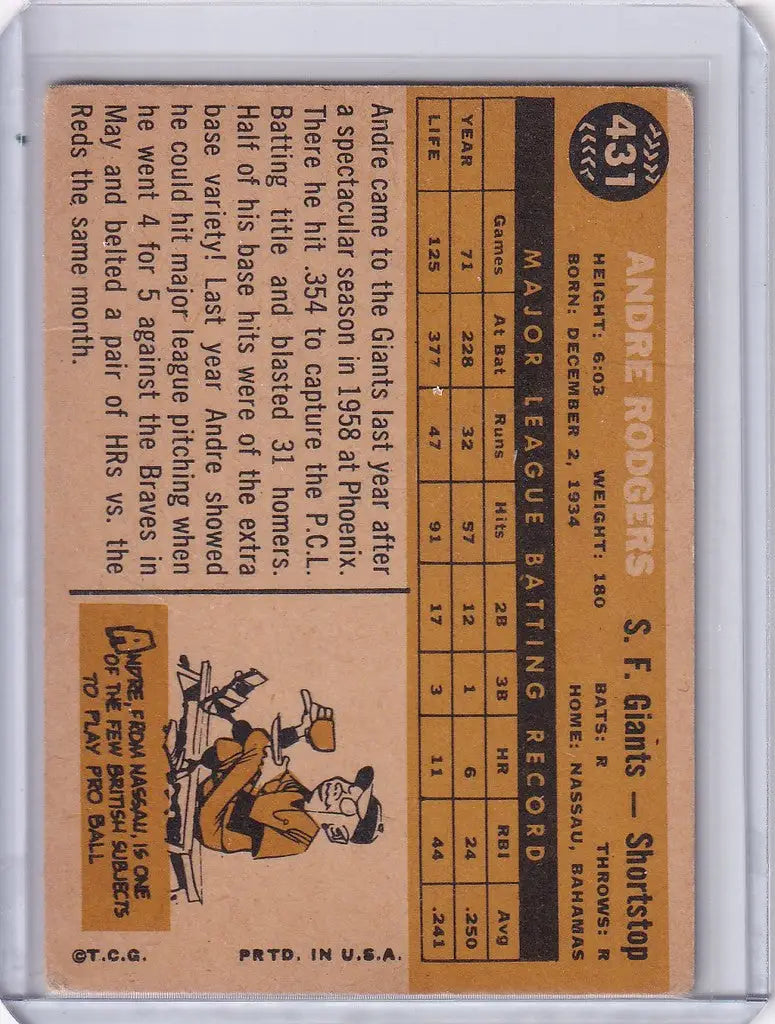 431
ANDRE RODGERS S. F. Giants — Shortstop
HEIGHT: 6:03 WEIGHT: 180 BATS: R THROWS: R
BORN: DECEMBER 2, 1934 HOME: NASSAU, BAHAMAS
MAJOR LEAGUE BATTING RECORD
Games At Bat Runs Hits 2B 3B HR RBI Avg
YEAR 71 228 32 57 12 1 6 24 .250
LIFE 125 377 47 91 17 3 11 44 .241
Andre came to the Giants last year after
a spectacular season in 1958 at Phoenix.
There he hit .354 to capture the P.C.L.
Batting title and blasted 31 homers.
Half of his base hits were of the extra
base variety! Last year Andre showed
he could hit major league pitching when
he went 4 for 5 against the Braves in
May and belted a pair of HRs vs. the
Reds the same month.
ANDRE, FROM NASSAU, IS ONE
OF THE FEW BRITISH SUBJECTS
TO PLAY PRO BALL
©T.C.G. PRTD. IN U.S.A.